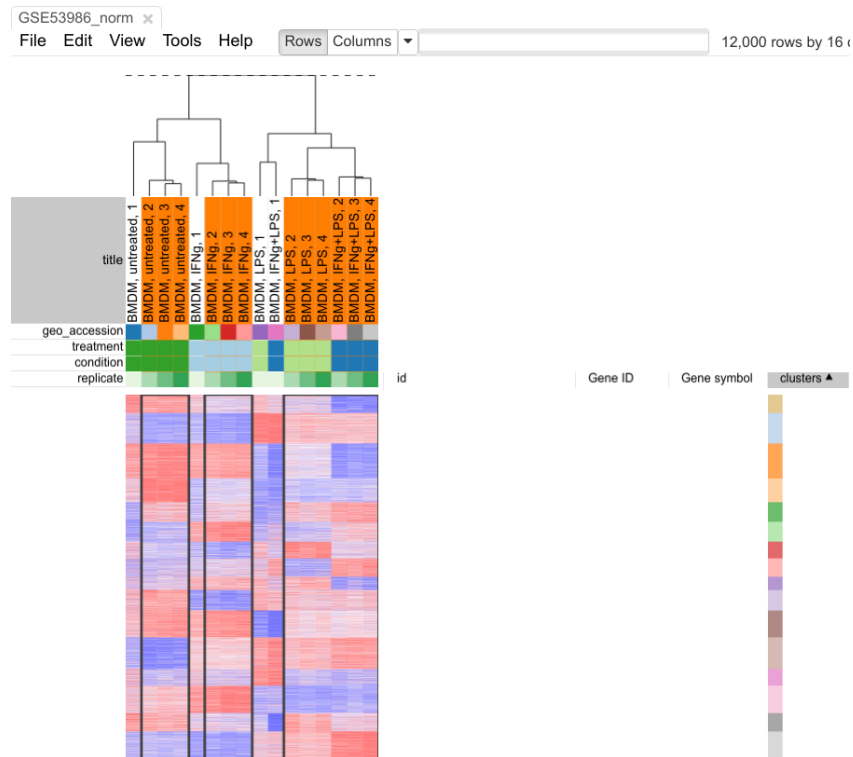 GSE53986_norm ×
File Edit View Tools Help Rows Columns 12,000 rows by 16
title
BMDM, untreated, 1
BMDM, untreated, 2
BMDM, untreated, 3
BMDM, untreated, 4
BMDM, IFNg, 1
BMDM, IFNg, 2
BMDM, IFNg, 3
BMDM, IFNg, 4
BMDM, LPS, 1
BMDM, IFNg+LPS, 1
BMDM, LPS, 2
BMDM, LPS, 3
BMDM, LPS, 4
BMDM, IFNg+LPS, 2
BMDM, IFNg+LPS, 3
BMDM, IFNg+LPS, 4
geo_accession
treatment
condition
replicate id Gene ID Gene symbol clusters ▲